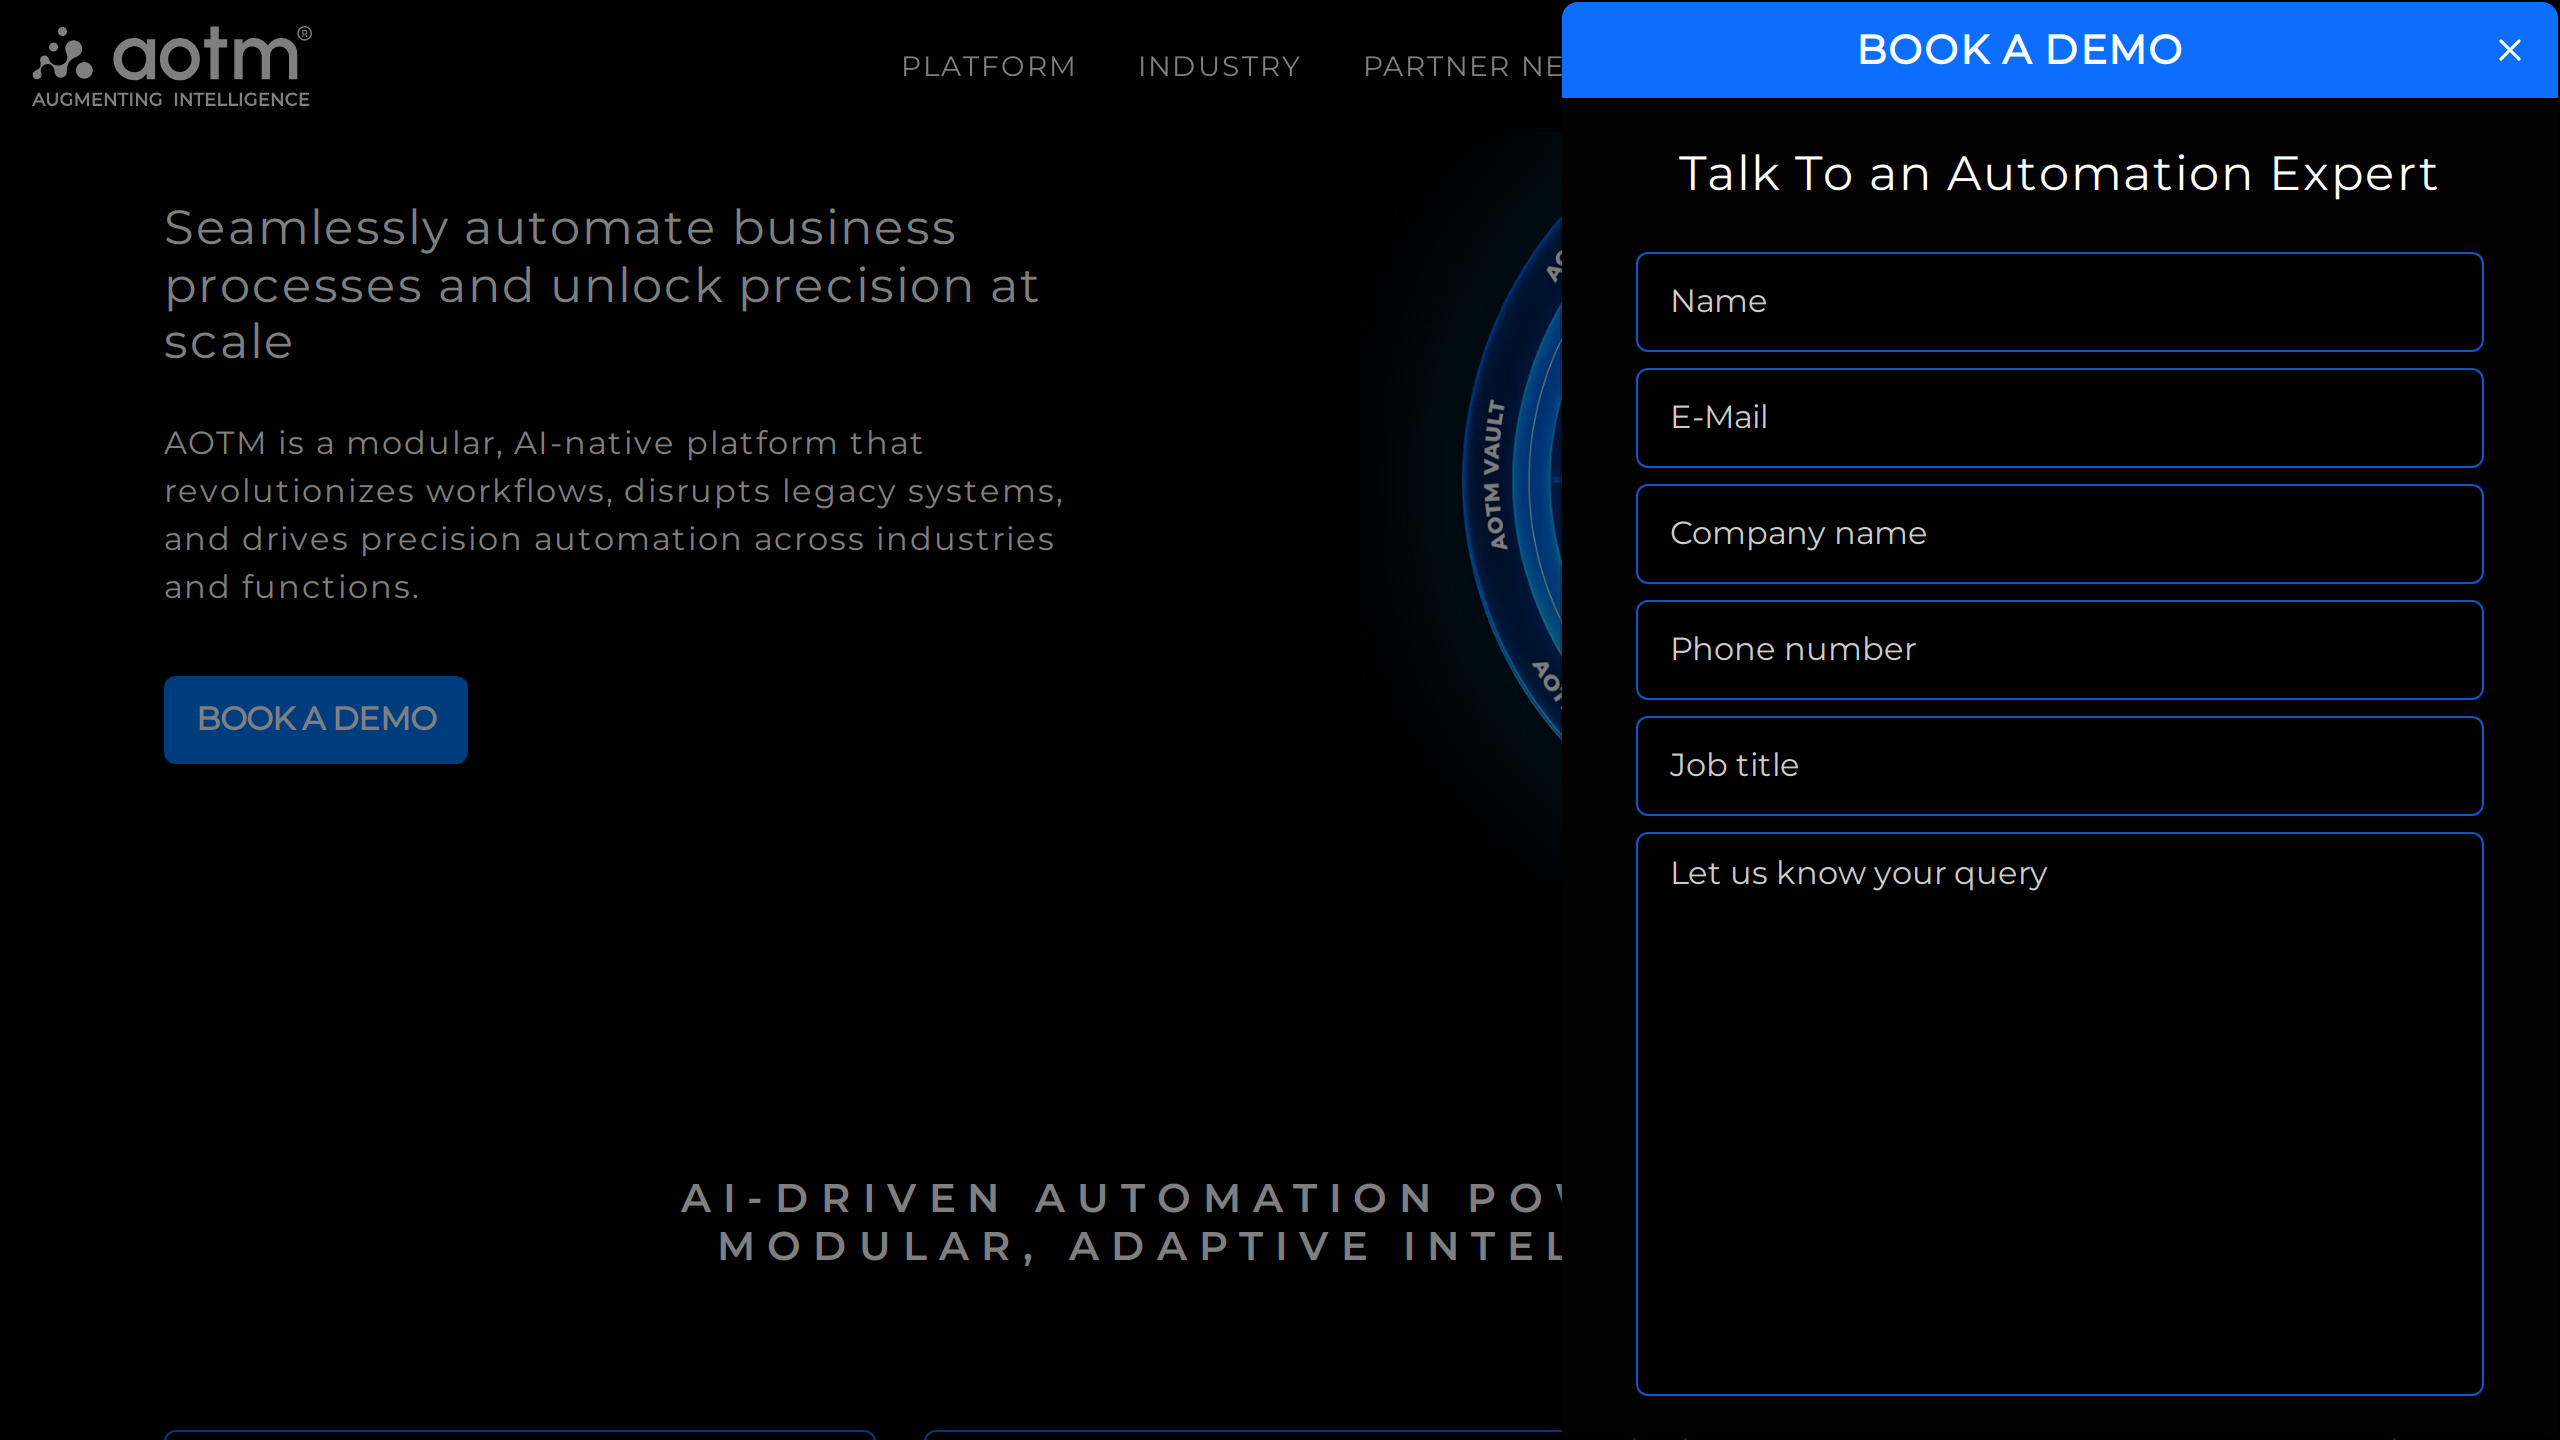 aotm®
AUGMENTING INTELLIGENCE
PLATFORM
INDUSTRY
PARTNER NE
Seamlessly automate business
processes and unlock precision at
scale
AOTM is a modular, AI-native platform that
revolutionizes workflows, disrupts legacy systems,
and drives precision automation across industries
and functions.
BOOK A DEMO
AOTM VAULT
AI-DRIVEN AUTOMATION
MODULAR, ADAPTIVE INTEL
BOOK A DEMO
Talk To an Automation Expert
Name
E-Mail
Company name
Phone number
Job title
Let us know your query